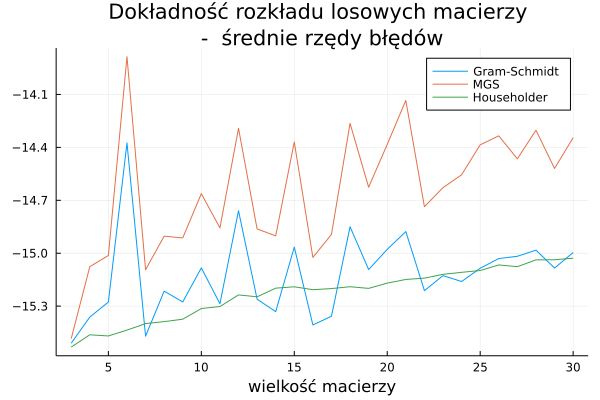 Dokładność rozkładu losowych macierzy
- średnie rzędy błędów
Gram-Schmidt
MGS
Householder
−14.1
−14.4
−14.7
−15.0
−15.3
5
10
15
20
25
30
wielkość macierzy